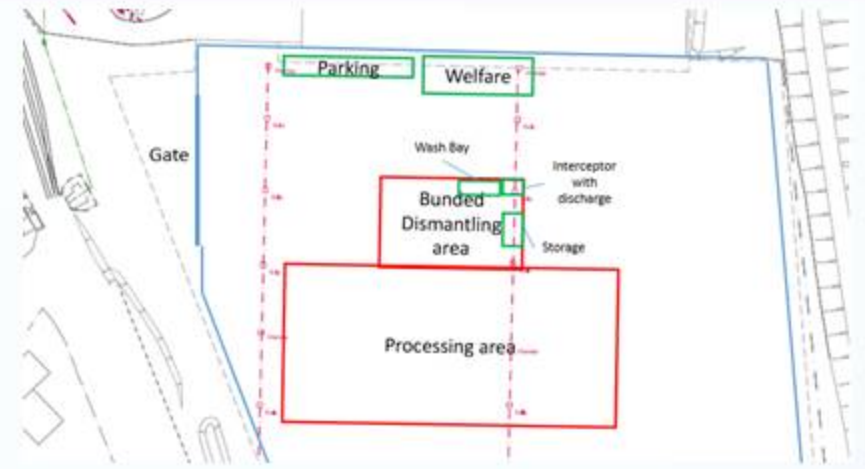 Parking
Welfare
Gate
Wash Bay
Interceptor
with
discharge
Bunded
Dismantling
area
Storage
Processing area